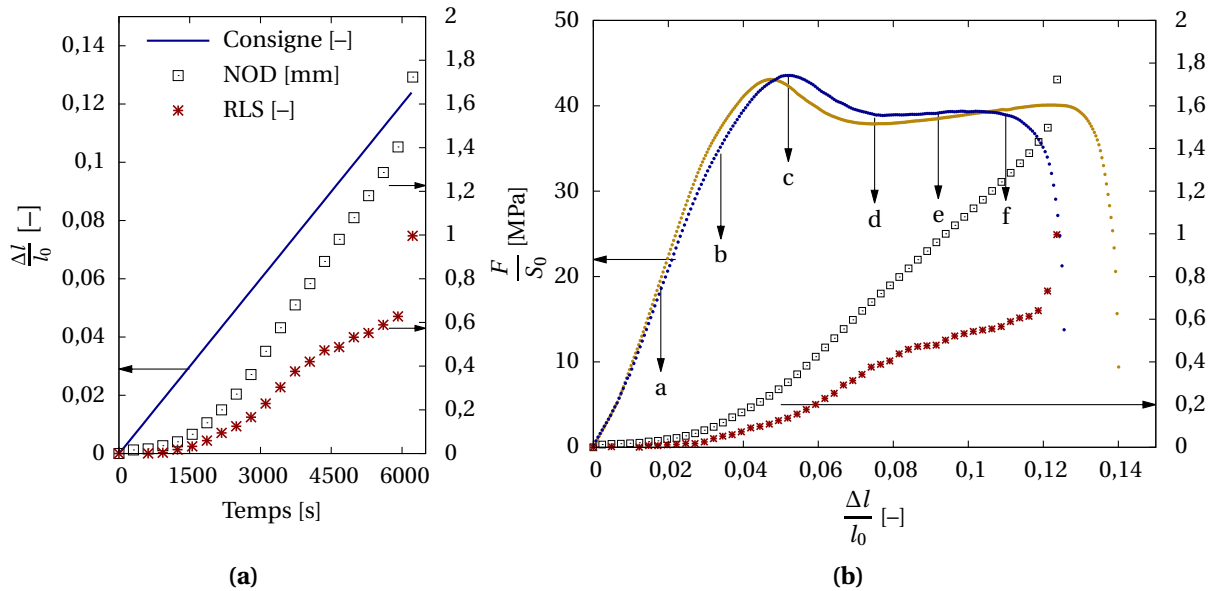 Consigne [–]
NOD [mm]
RLS [–]
0,14
0,12
0,1
0,08
0,06
0,04
0,02
0
Δl/l0 [–]
0 1500 3000 4500 6000
Temps [s]
2
1,8
1,6
1,4
1,2
1
0,8
0,6
0,4
0,2
0
(a)
50
40
30
20
10
0
F/S0 [MPa]
a
b
c
d
e
f
0 0,02 0,04 0,06 0,08 0,1 0,12 0,14
Δl/l0 [–]
2
1,8
1,6
1,4
1,2
1
0,8
0,6
0,4
0,2
0
(b)